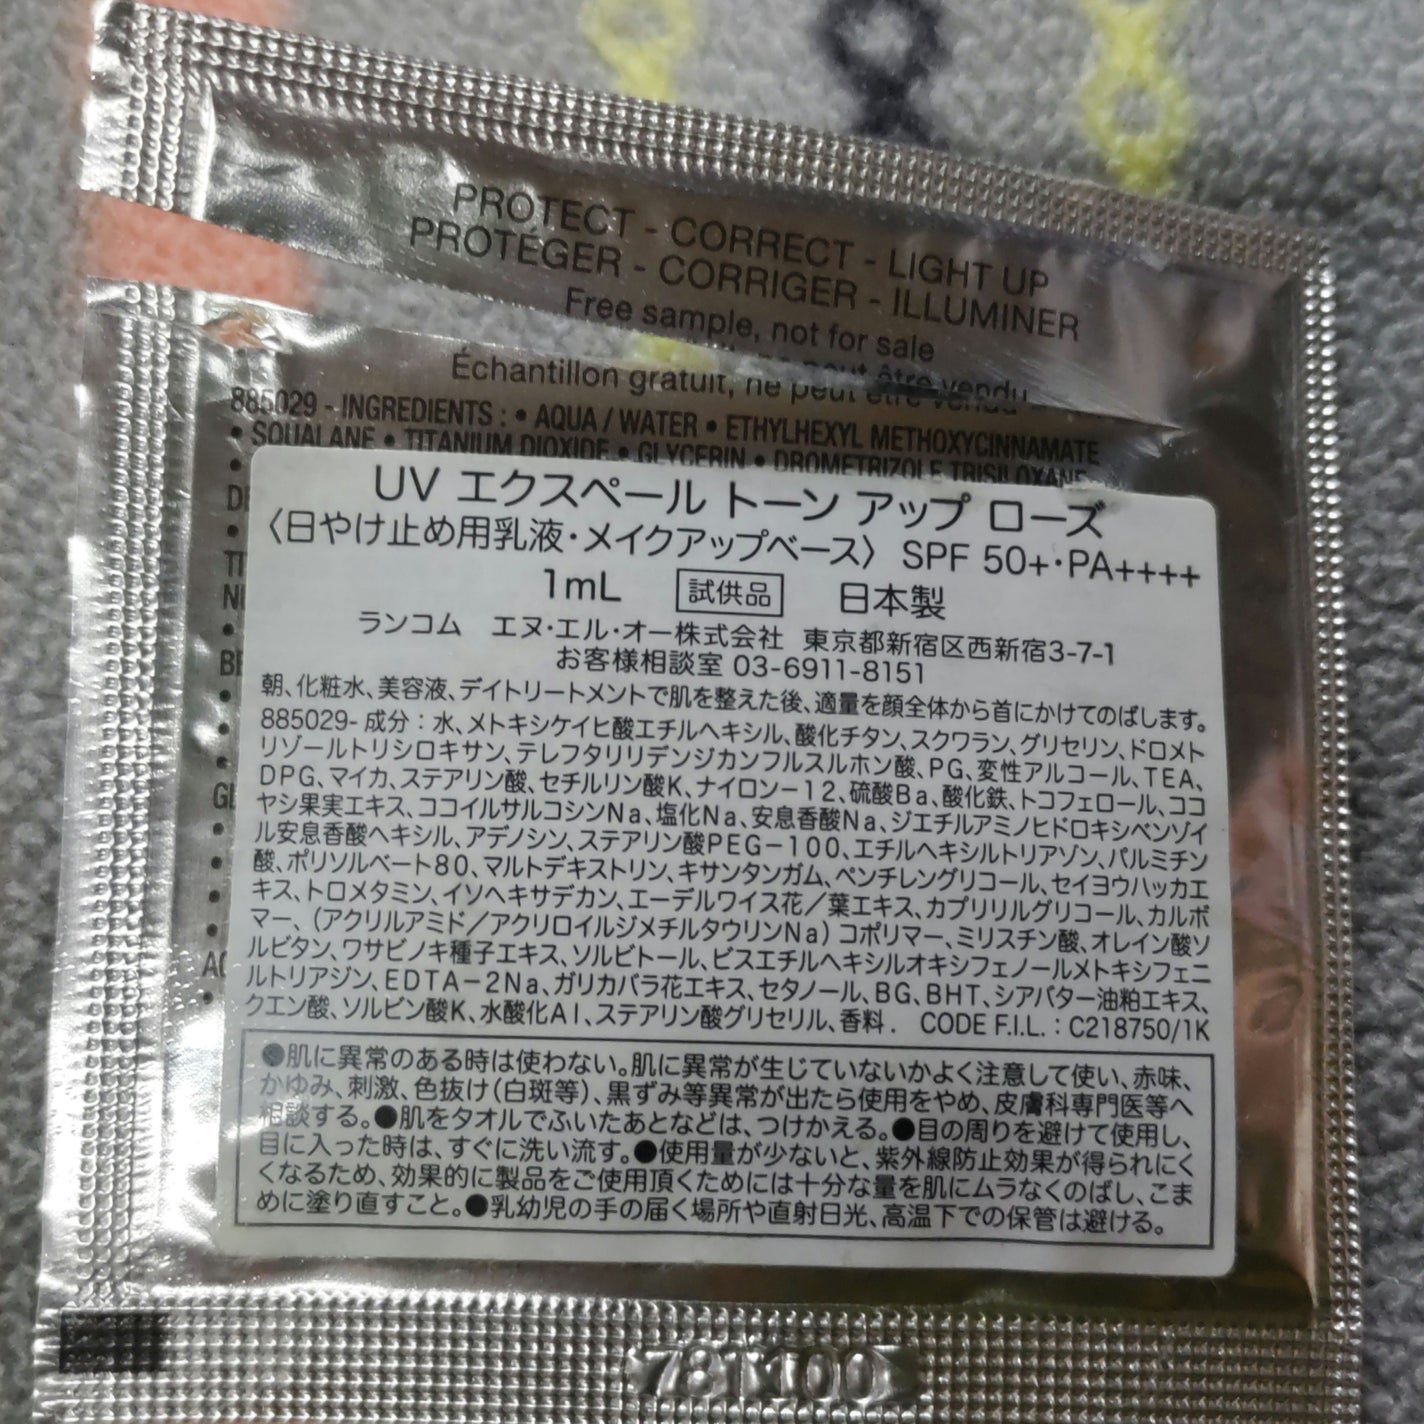 PROTECT - CORRECT - LIGHT UP
PROTÉGER - CORRIGER - ILLUMINER
Free sample, not for sale
Échantillon gratuit, ne peut être vendu
885029 - INGREDIENTS : • AQUA / WATER • ETHYLHEXYL METHOXYCINNAMATE
• SQUALANE • TITANIUM DIOXIDE • GLYCERIN • DROMETRIZOLE TRISILOXANE
UV エクスペール トーン アップ ローズ
〈日やけ止め用乳液・メイクアップベース〉 SPF 50+・PA++++
1mL 試供品 日本製
ランコム エヌ・エル・オー株式会社 東京都新宿区西新宿3-7-1
お客様相談室 03-6911-8151
朝、化粧水、美容液、デイトリートメントで肌を整えた後、適量を顔全体から首にかけてのばします。
885029- 成分：水、メトキシケイヒ酸エチルヘキシル、酸化チタン、スクワラン、グリセリン、ドロメト
リゾールトリシロキサン、テレフタリリデンジカンフルスルホン酸、PG、変性アルコール、TEA、
DPG、マイカ、ステアリン酸、セチルリン酸K、ナイロン－12、硫酸Ba、酸化鉄、トコフェロール、ココ
ヤシ果実エキス、ココイルサルコシンNa、塩化Na、安息香酸Na、ジエチルアミノヒドロキシベンゾイ
ル安息香酸ヘキシル、アデノシン、ステアリン酸PEG－100、エチルヘキシルトリアゾン、パルミチン
酸、ポリソルベート80、マルトデキストリン、キサンタンガム、ペンチレングリコール、セイヨウハッカエ
キス、トロメタミン、イソヘキサデカン、エーデルワイス花／葉エキス、カプリリルグリコール、カルボ
マー、（アクリルアミド／アクリロイルジメチルタウリンNa）コポリマー、ミリスチン酸、オレイン酸ソ
ルビタン、ワサビノキ種子エキス、ソルビトール、ビスエチルヘキシルオキシフェノールメトキシフェニ
ルトリアジン、EDTA－2Na、ガリカバラ花エキス、セタノール、BG、BHT、シアバター油粕エキス、
クエン酸、ソルビン酸K、水酸化Al、ステアリン酸グリセリル、香料． CODE F.I.L. : C218750/1K
●肌に異常のある時は使わない。肌に異常が生じていないかよく注意して使い、赤味、
かゆみ、刺激、色抜け（白斑等）、黒ずみ等異常が出たら使用をやめ、皮膚科専門医等へ
相談する。●肌をタオルでふいたあとなどは、つけかえる。●目の周りを避けて使用し、
目に入った時は、すぐに洗い流す。●使用量が少ないと、紫外線防止効果が得られにく
くなるため、効果的に製品をご使用頂くためには十分な量を肌にムラなくのばし、こま
めに塗り直すこと。●乳幼児の手の届く場所や直射日光、高温下での保管は避ける。